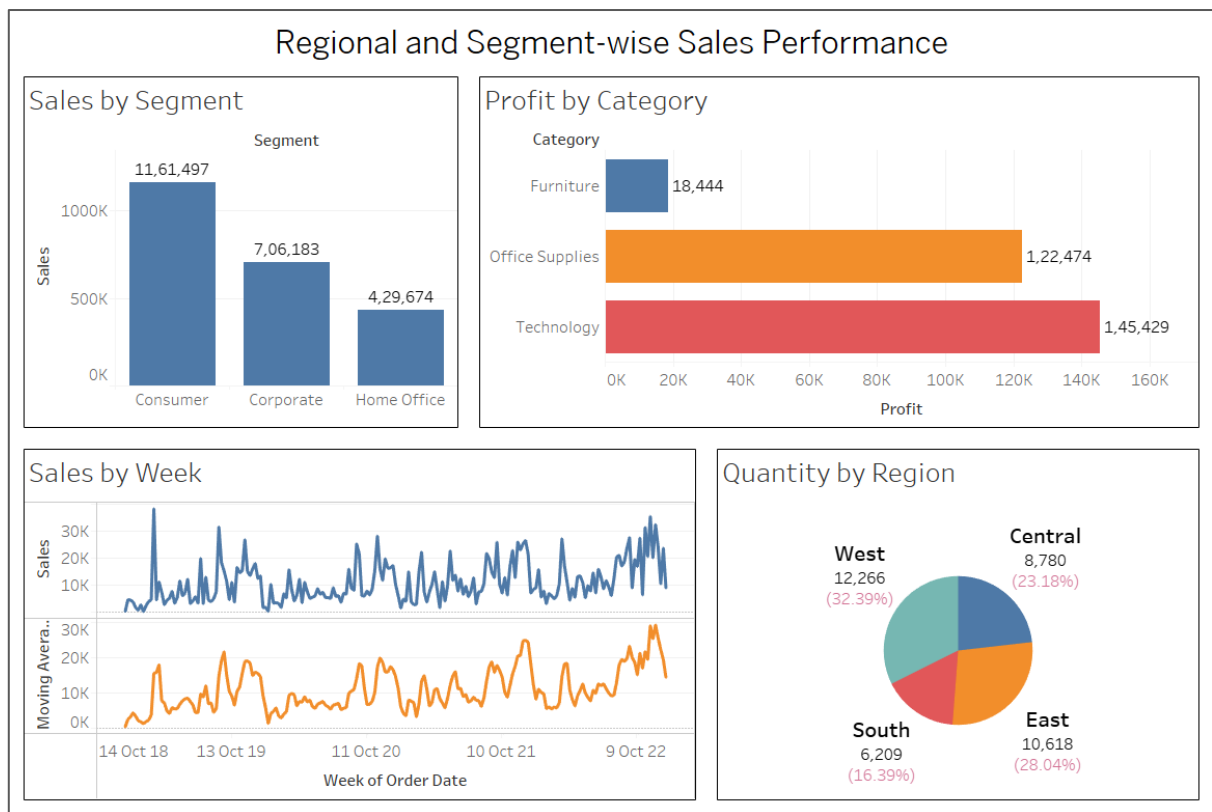 Regional and Segment-wise Sales Performance
Sales by Segment
Segment
Sales
1000K
500K
0K
11,61,497
7,06,183
4,29,674
Consumer
Corporate
Home Office
Profit by Category
Category
Furniture
18,444
Office Supplies
1,22,474
Technology
1,45,429
0K
20K
40K
60K
80K
100K
120K
140K
160K
Profit
Sales by Week
Sales
30K
20K
10K
Moving Avera..
30K
20K
10K
0K
14 Oct 18
13 Oct 19
11 Oct 20
10 Oct 21
9 Oct 22
Week of Order Date
Quantity by Region
Central
8,780
(23.18%)
West
12,266
(32.39%)
South
6,209
(16.39%)
East
10,618
(28.04%)